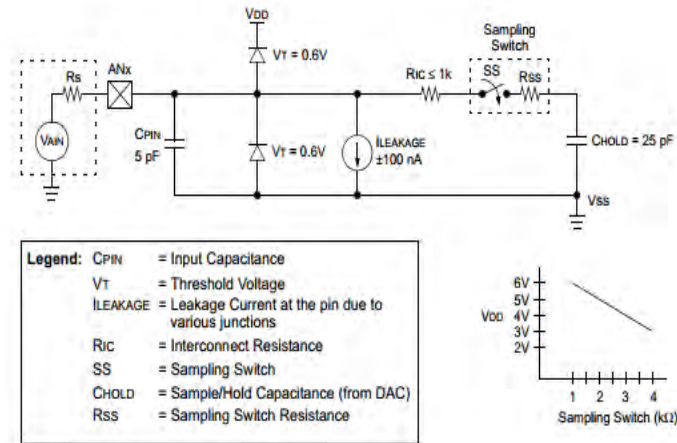 VDD
Sampling
Switch
VT = 0.6V
Rs
ANx
RIC ≤ 1k
SS
RSS
VAIN
CPIN
5 pF
VT = 0.6V
ILEAKAGE
±100 nA
CHOLD = 25 pF
VSS
Legend: CPIN = Input Capacitance
VT = Threshold Voltage
ILEAKAGE = Leakage Current at the pin due to
various junctions
RIC = Interconnect Resistance
SS = Sampling Switch
CHOLD = Sample/Hold Capacitance (from DAC)
RSS = Sampling Switch Resistance
6V
5V
VDD 4V
3V
2V
1 2 3 4
Sampling Switch (kΩ)